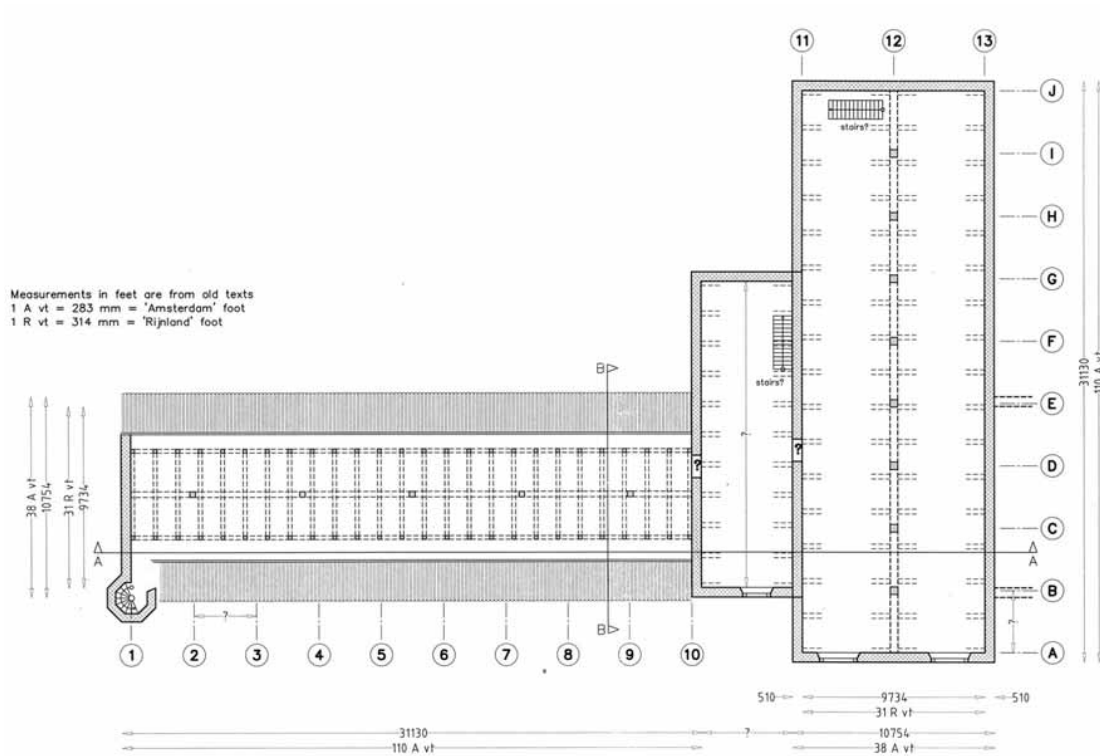 11 12 13
J
stairs?
I
H
Measurements in feet are from old texts
1 A vt = 283 mm = 'Amsterdam' foot
1 R vt = 314 mm = 'Rijnland' foot
G
F
stairs?
B
E
31130
110 A vt
?
38 A vt
10754
31 R vt
9734
?
?
D
C
A A
B
?
?
B
1 2 3 4 5 6 7 8 9 10
A
510 9734 510
31 R vt
31130 ? 10754
110 A vt 38 A vt